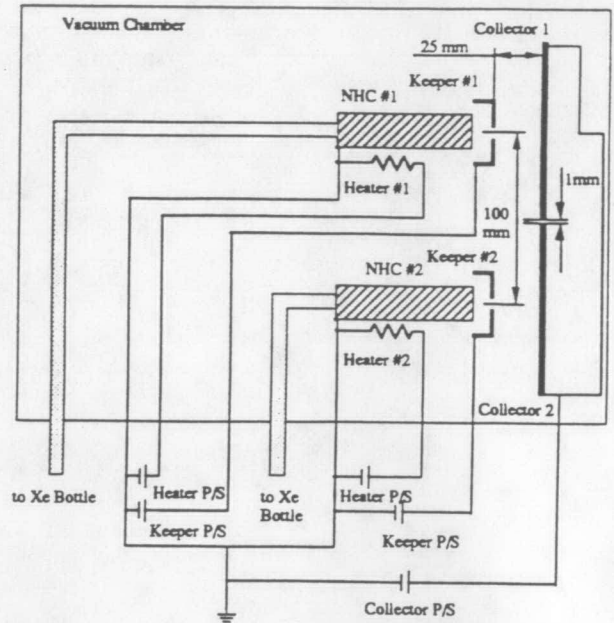 Vacuum Chamber
Collector 1
25 mm
Keeper #1
NHC #1
Heater #1
1mm
100
mm
Keeper #2
NHC #2
Heater #2
Collector 2
to Xe Bottle
Heater P/S
Keeper P/S
to Xe
Bottle
Heater P/S
Keeper P/S
Collector P/S